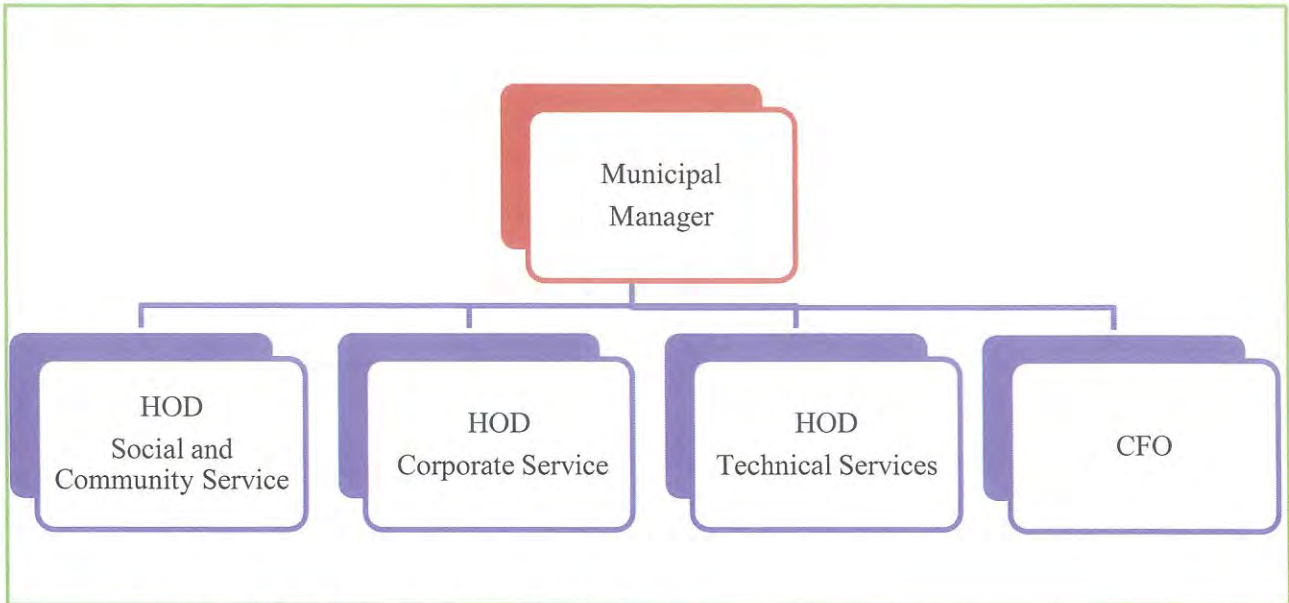 Municipal
Manager
HOD
Social and
Community Service
HOD
Corporate Service
HOD
Technical Services
CFO